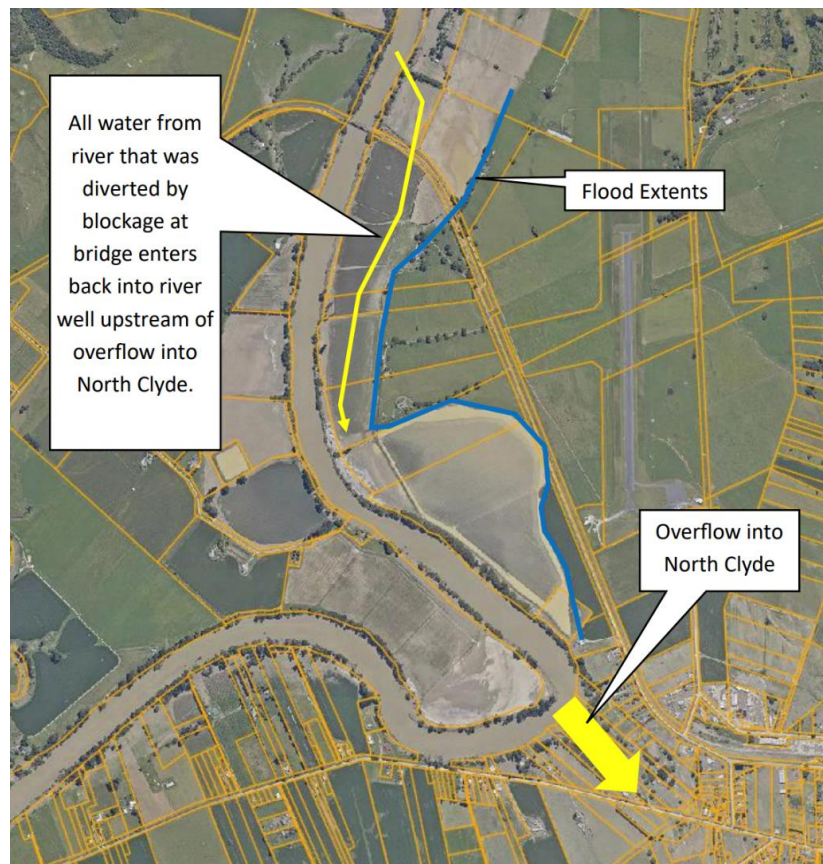 All water from
river that was
diverted by
blockage at
bridge enters
back into river
well upstream of
overflow into
North Clyde.
Flood Extents
Overflow into
North Clyde